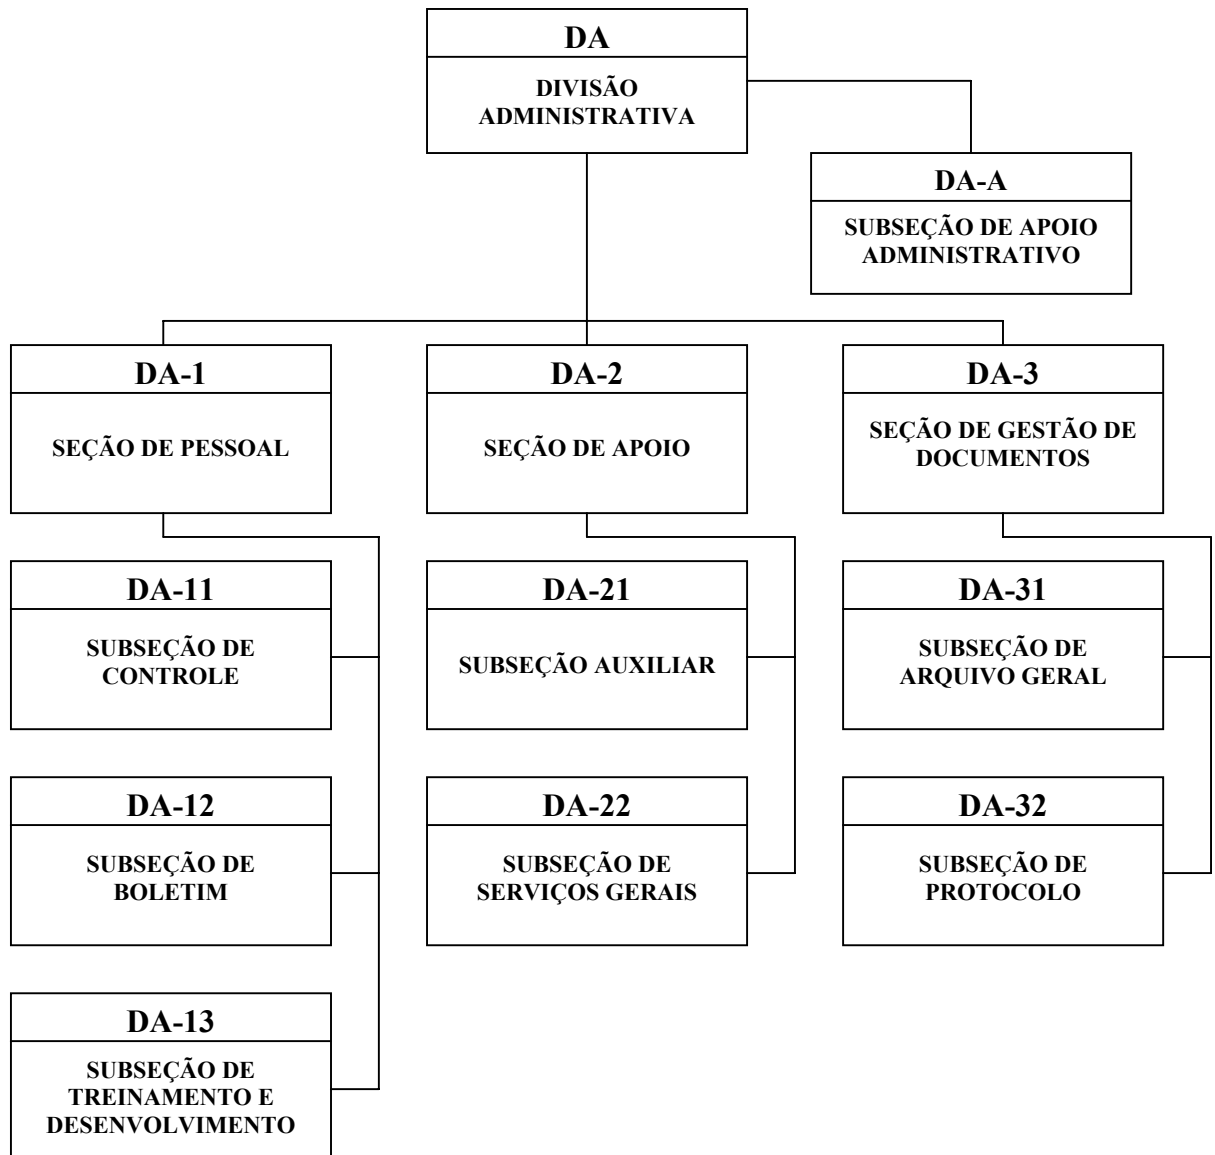 DA
DIVISÃO
ADMINISTRATIVA
DA-A
SUBSEÇÃO DE APOIO
ADMINISTRATIVO
DA-1
SEÇÃO DE PESSOAL
DA-2
SEÇÃO DE APOIO
DA-3
SEÇÃO DE GESTÃO DE
DOCUMENTOS
DA-11
SUBSEÇÃO DE
CONTROLE
DA-21
SUBSEÇÃO AUXILIAR
DA-31
SUBSEÇÃO DE
ARQUIVO GERAL
DA-12
SUBSEÇÃO DE
BOLETIM
DA-22
SUBSEÇÃO DE
SERVIÇOS GERAIS
DA-32
SUBSEÇÃO DE
PROTOCOLO
DA-13
SUBSEÇÃO DE
TREINAMENTO E
DESENVOLVIMENTO